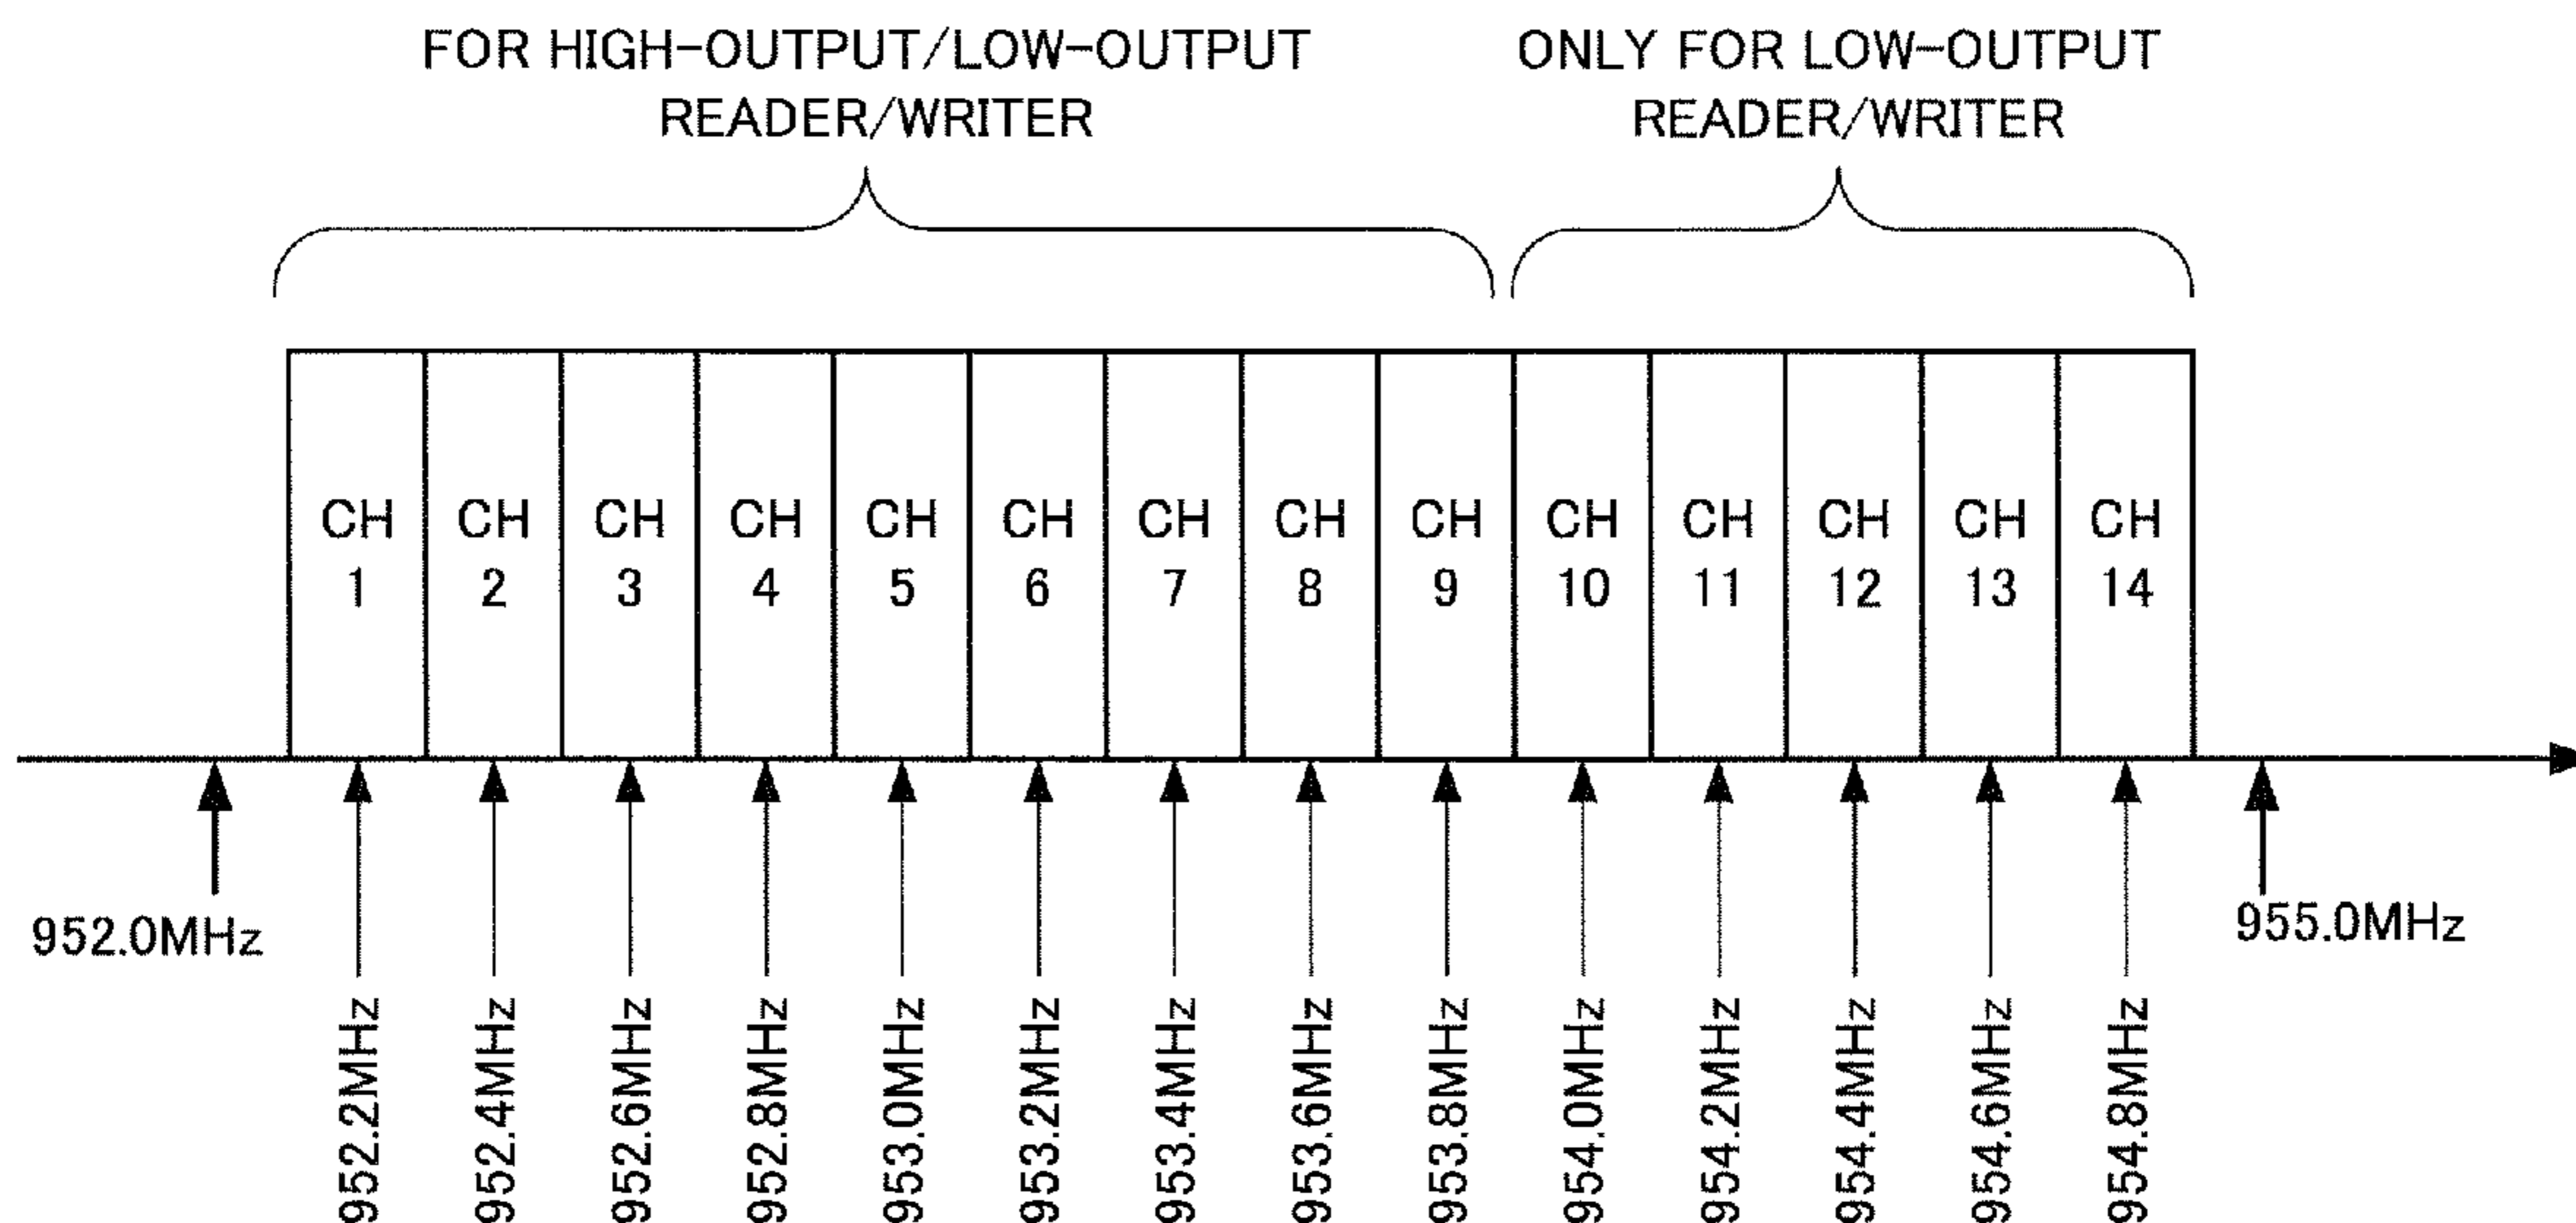 FOR HIGH-OUTPUT/LOW-OUTPUT
READER/WRITER
ONLY FOR LOW-OUTPUT
READER/WRITER
CH
1
CH
2
CH
3
CH
4
CH
5
CH
6
CH
7
CH
8
CH
9
CH
10
CH
11
CH
12
CH
13
CH
14
952.0MHz
955.0MHz
952.2MHz
952.4MHz
952.6MHz
952.8MHz
953.0MHz
953.2MHz
953.4MHz
953.6MHz
953.8MHz
954.0MHz
954.2MHz
954.4MHz
954.6MHz
954.8MHz